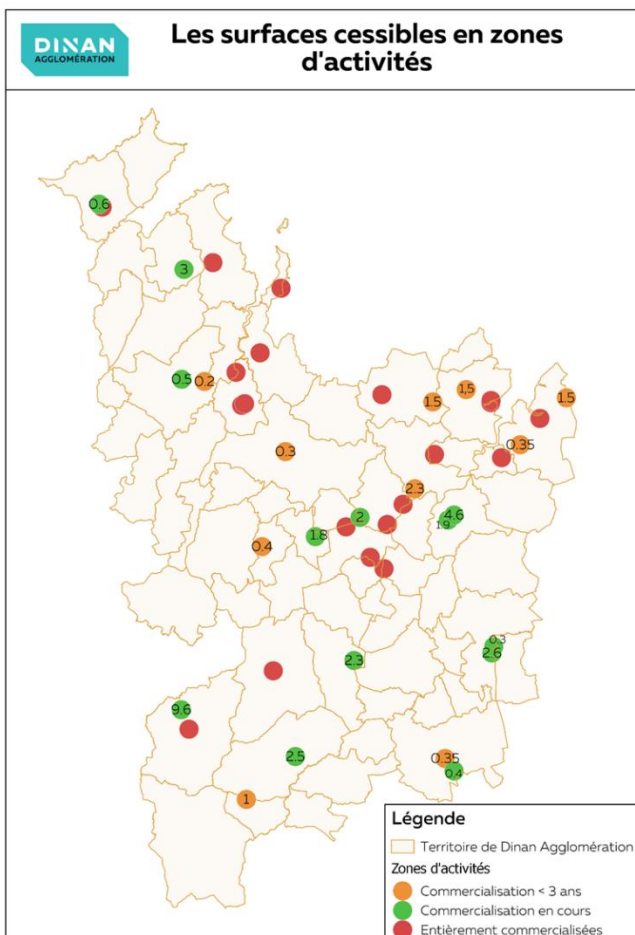 DINAN
AGGLOMÉRATION
Les surfaces cessibles en zones
d'activités
0.6
3
0.5
0.2
1.5
1,5
1.5
0.3
0.35
2.3
2
4.6
1.9
1.8
0.4
0.3
2.6
2.3
9.6
2.5
0.35
0.4
1
Légende
Territoire de Dinan Agglomération
Zones d'activités
Commercialisation < 3 ans
Commercialisation en cours
Entièrement commercialisées